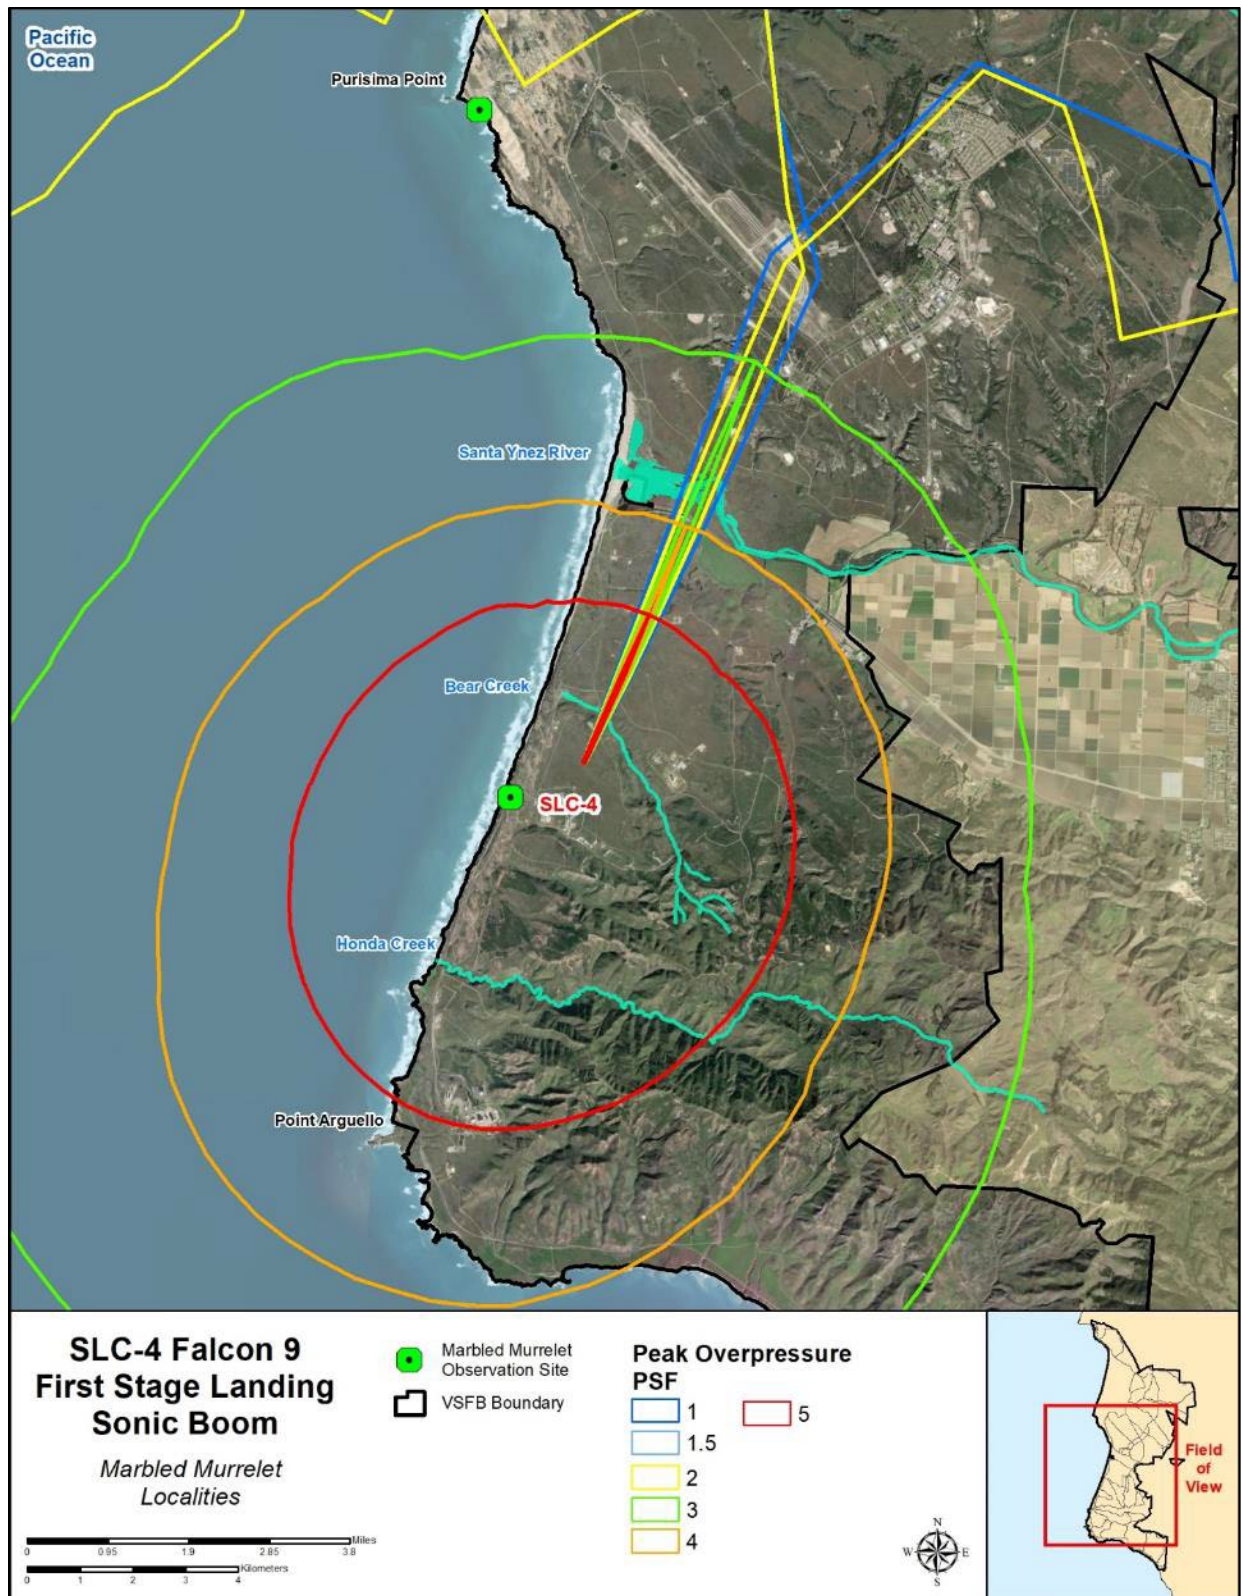 Pacific
Ocean
Purisima Point
Santa Ynez River
Bear Creek
SLC-4
Honda Creek
Point Arguello
SLC-4 Falcon 9
First Stage Landing
Sonic Boom
Marbled Murrelet
Localities
0 0.95 1.9 2.85 3.8 Miles
0 1 2 3 4 Kilometers
Marbled Murrelet
Observation Site
VSFB Boundary
Peak Overpressure
PSF
1
1.5
2
3
4
5
N
W E
S
Field
of
View